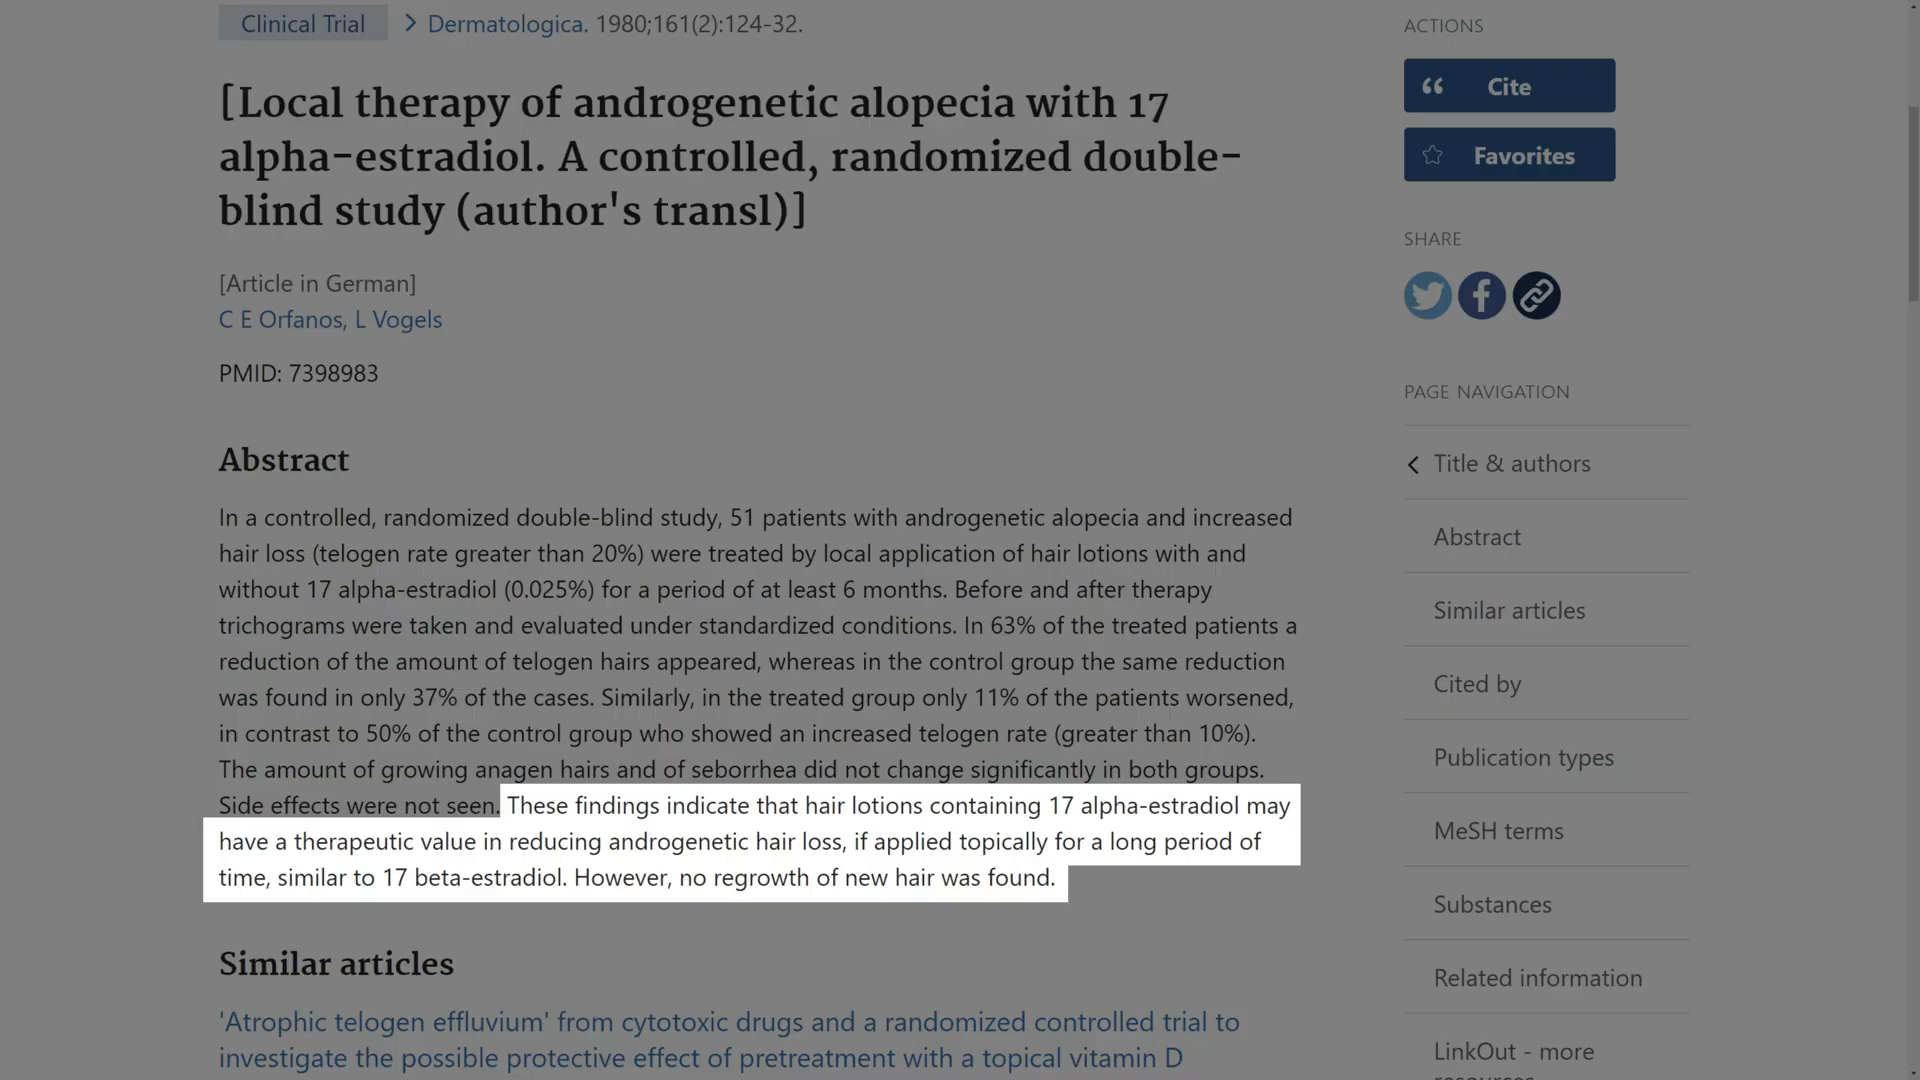 Clinical Trial > Dermatologica. 1980;161(2):124-32.
[Local therapy of androgenetic alopecia with 17
alpha-estradiol. A controlled, randomized double-
blind study (author's transl)]
[Article in German]
C E Orfanos, L Vogels
PMID: 7398983
Abstract
In a controlled, randomized double-blind study, 51 patients with androgenetic alopecia and increased
hair loss (telogen rate greater than 20%) were treated by local application of hair lotions with and
without 17 alpha-estradiol (0.025%) for a period of at least 6 months. Before and after therapy
trichograms were taken and evaluated under standardized conditions. In 63% of the treated patients a
reduction of the amount of telogen hairs appeared, whereas in the control group the same reduction
was found in only 37% of the cases. Similarly, in the treated group only 11% of the patients worsened,
in contrast to 50% of the control group who showed an increased telogen rate (greater than 10%).
The amount of growing anagen hairs and of seborrhea did not change significantly in both groups.
Side effects were not seen. These findings indicate that hair lotions containing 17 alpha-estradiol may
have a therapeutic value in reducing androgenetic hair loss, if applied topically for a long period of
time, similar to 17 beta-estradiol. However, no regrowth of new hair was found.
Similar articles
'Atrophic telogen effluvium' from cytotoxic drugs and a randomized controlled trial to
investigate the possible protective effect of pretreatment with a topical vitamin D
ACTIONS
Cite
Favorites
SHARE
PAGE NAVIGATION
Title & authors
Abstract
Similar articles
Cited by
Publication types
MeSH terms
Substances
Related information
LinkOut - more